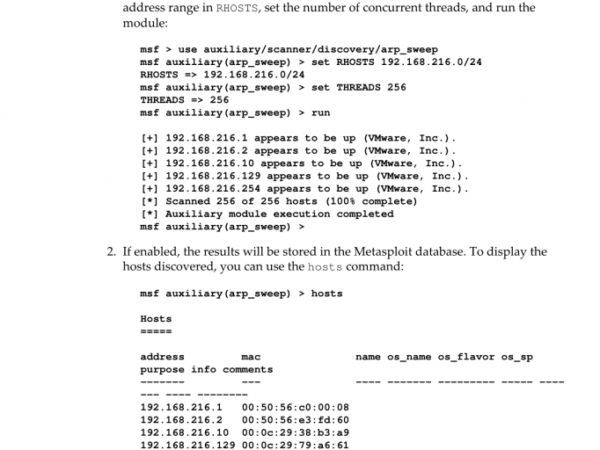 address range in RHOSTS, set the number of concurrent threads, and run the
module:
msf > use auxiliary/scanner/discovery/arp_sweep
msf auxiliary(arp_sweep) > set RHOSTS 192.168.216.0/24
RHOSTS => 192.168.216.0/24
msf auxiliary(arp_sweep) > set THREADS 256
THREADS => 256
msf auxiliary(arp_sweep) > run
[+] 192.168.216.1 appears to be up (VMware, Inc.).
[+] 192.168.216.2 appears to be up (VMware, Inc.).
[+] 192.168.216.10 appears to be up (VMware, Inc.).
[+] 192.168.216.129 appears to be up (VMware, Inc.).
[+] 192.168.216.254 appears to be up (VMware, Inc.).
[*] Scanned 256 of 256 hosts (100% complete)
[*] Auxiliary module execution completed
msf auxiliary(arp_sweep) >
2. If enabled, the results will be stored in the Metasploit database. To display the
hosts discovered, you can use the hosts command:
msf auxiliary(arp_sweep) > hosts
Hosts
=====
address mac name os_name os_flavor os_sp
purpose info comments
------- --- ---- ------- --------- ----- ----
--- ---- --------
192.168.216.1 00:50:56:c0:00:08
192.168.216.2 00:50:56:e3:fd:60
192.168.216.10 00:0c:29:38:b3:a9
192.168.216.129 00:0c:29:79:a6:61